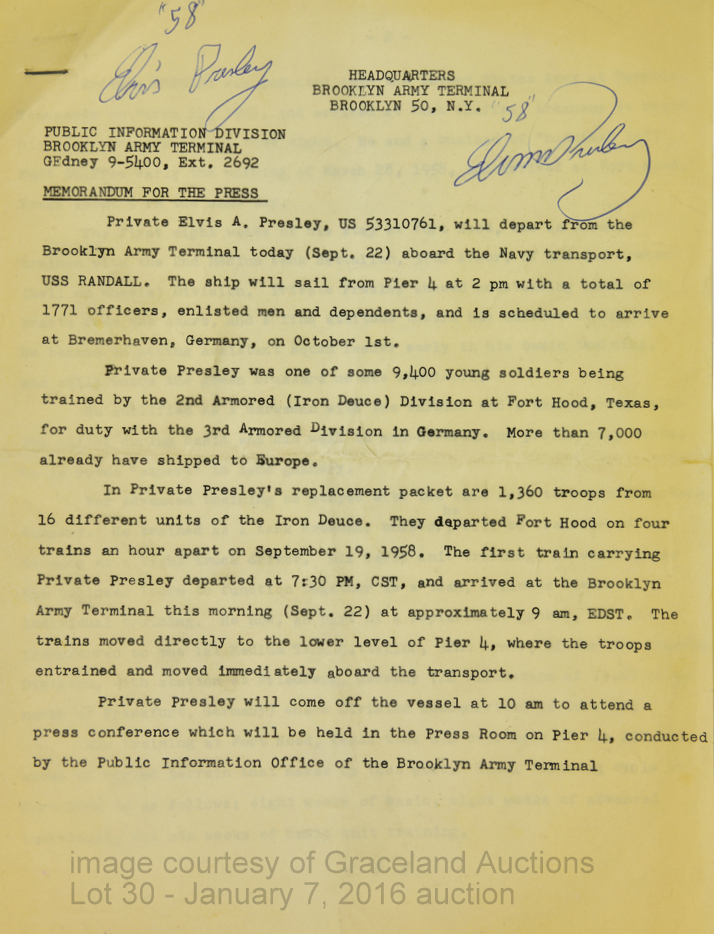 "58"
Elvis Presley
HEADQUARTERS
BROOKLYN ARMY TERMINAL
BROOKLYN 50, N.Y.
"58"
Elvis Presley
PUBLIC INFORMATION DIVISION
BROOKLYN ARMY TERMINAL
GEdney 9-5400, Ext. 2692
MEMORANDUM FOR THE PRESS
Private Elvis A. Presley, US 53310761, will depart from the
Brooklyn Army Terminal today (Sept. 22) aboard the Navy transport,
USS RANDALL. The ship will sail from Pier 4 at 2 pm with a total of
1771 officers, enlisted men and dependents, and is scheduled to arrive
at Bremerhaven, Germany, on October 1st.
Private Presley was one of some 9,400 young soldiers being
trained by the 2nd Armored (Iron Deuce) Division at Fort Hood, Texas,
for duty with the 3rd Armored Division in Germany. More than 7,000
already have shipped to Europe.
In Private Presley's replacement packet are 1,360 troops from
16 different units of the Iron Deuce. They departed Fort Hood on four
trains an hour apart on September 19, 1958. The first train carrying
Private Presley departed at 7:30 PM, CST, and arrived at the Brooklyn
Army Terminal this morning (Sept. 22) at approximately 9 am, EDST. The
trains moved directly to the lower level of Pier 4, where the troops
entrained and moved immediately aboard the transport.
Private Presley will come off the vessel at 10 am to attend a
press conference which will be held in the Press Room on Pier 4, conducted
by the Public Information Office of the Brooklyn Army Terminal
image courtesy of Graceland Auctions
Lot 30 - January 7, 2016 auction